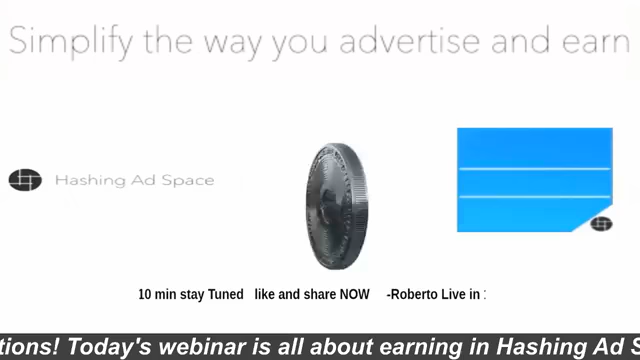 Simplify the way you advertise and earn
Hashing Ad Space
10 min stay Tuned like and share NOW -Roberto Live in :
tions! Today's webinar is all about earning in Hashing Ad S